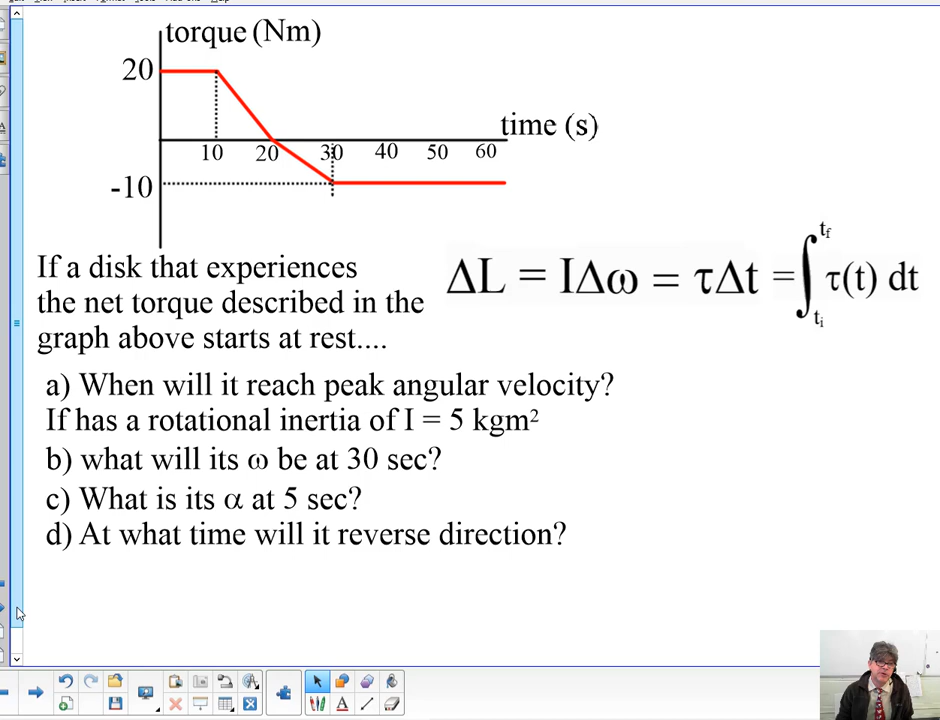 torque (Nm)
20
time (s)
10 20 30 40 50 60
-10
If a disk that experiences
the net torque described in the
graph above starts at rest....
ΔL = IΔω = τΔt = ∫ τ(t) dt
tf
ti
a) When will it reach peak angular velocity?
If has a rotational inertia of I = 5 kgm²
b) what will its ω be at 30 sec?
c) What is its α at 5 sec?
d) At what time will it reverse direction?